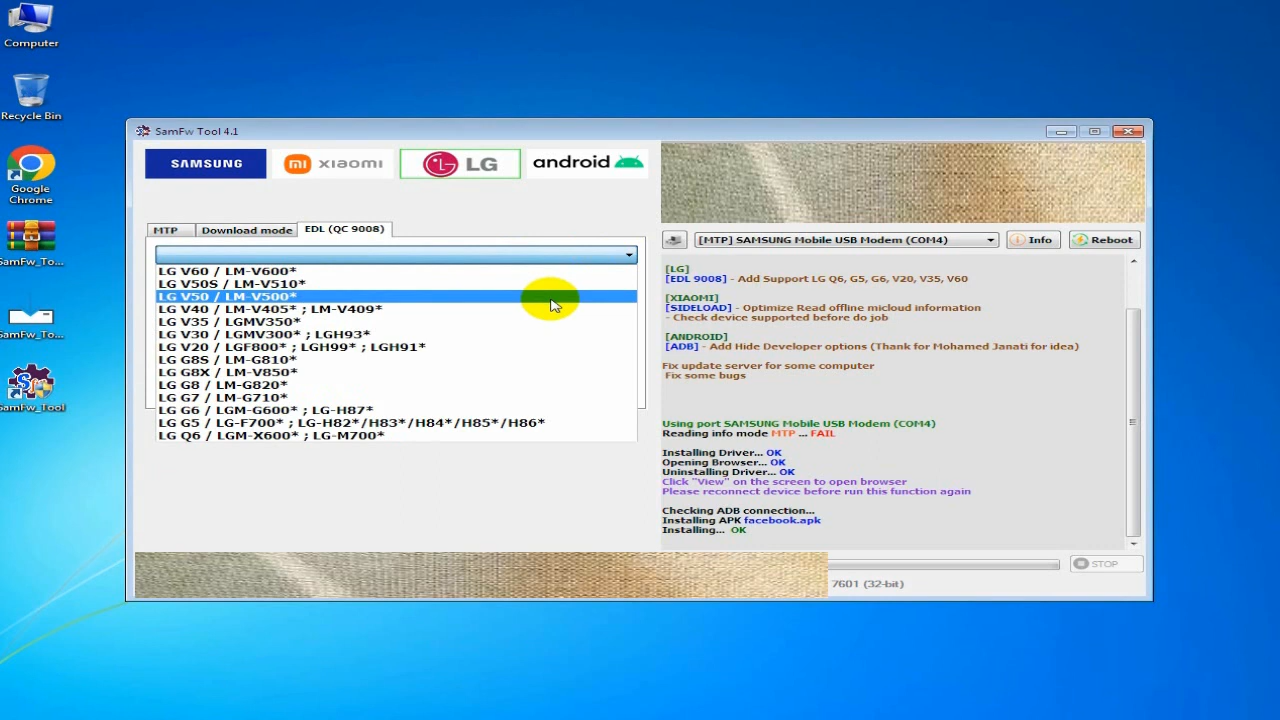 Computer
Recycle Bin
Google
Chrome
SamFw_To...
SamFw_To...
SamFw_Tool
SamFw Tool 4.1
SAMSUNG
mi xiaomi
LG
android
MTP
Download mode
EDL (QC 9008)
LG V60 / LM-V600*
LG V50S / LM-V510*
LG V50 / LM-V500*
LG V40 / LM-V405* ; LM-V409*
LG V35 / LGMV350*
LG V30 / LGMV300* ; LGH93*
LG V20 / LGF800* ; LGH99* ; LGH91*
LG G8S / LM-G810*
LG G8X / LM-V850*
LG G8 / LM-G820*
LG G7 / LM-G710*
LG G6 / LGM-G600* ; LG-H87*
LG G5 / LG-F700* ; LG-H82*/H83*/H84*/H85*/H86*
LG Q6 / LGM-X600* ; LG-M700*
[MTP] SAMSUNG Mobile USB Modem (COM4)
Info
Reboot
[LG]
[EDL 9008] - Add Support LG Q6, G5, G6, V20, V35, V60
[XIAOMI]
[SIDELOAD] - Optimize Read offline micloud information
- Check device supported before do job
[ANDROID]
[ADB] - Add Hide Developer options (Thank for Mohamed Janati for idea)
Fix update server for some computer
Fix some bugs
Using port SAMSUNG Mobile USB Modem (COM4)
Reading info mode MTP ... FAIL
Installing Driver... OK
Opening Browser... OK
Uninstalling Driver... OK
Click "View" on the screen to open browser
Please reconnect device before run this function again
Checking ADB connection...
Installing APK facebook.apk
Installing... OK
STOP
7601 (32-bit)